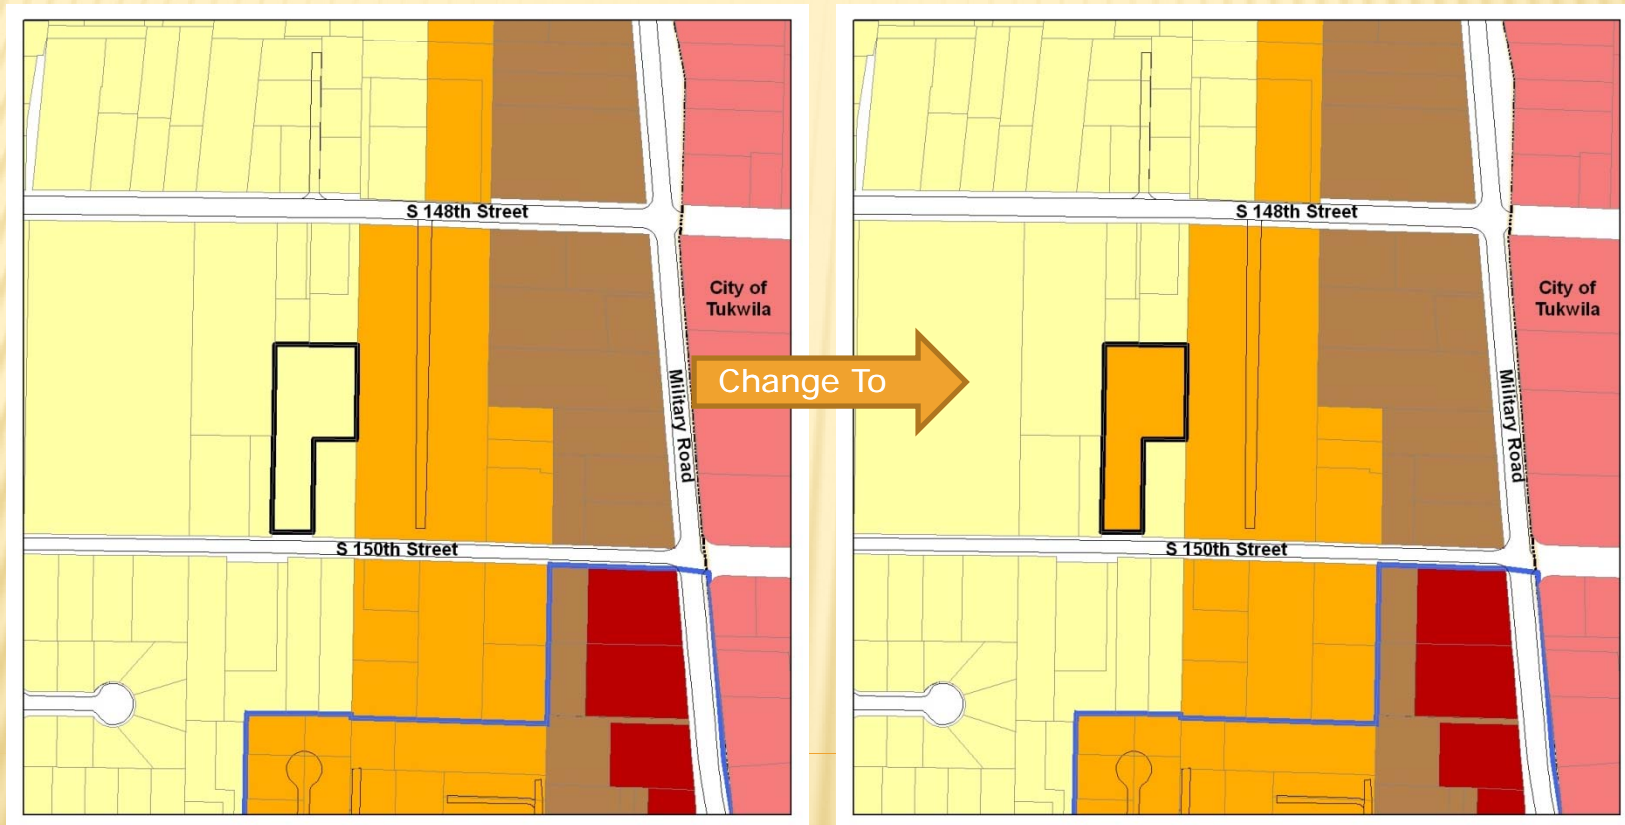 S 148th Street
City of
Tukwila
Military Road
S 150th Street
Change To
S 148th Street
City of
Tukwila
Military Road
S 150th Street